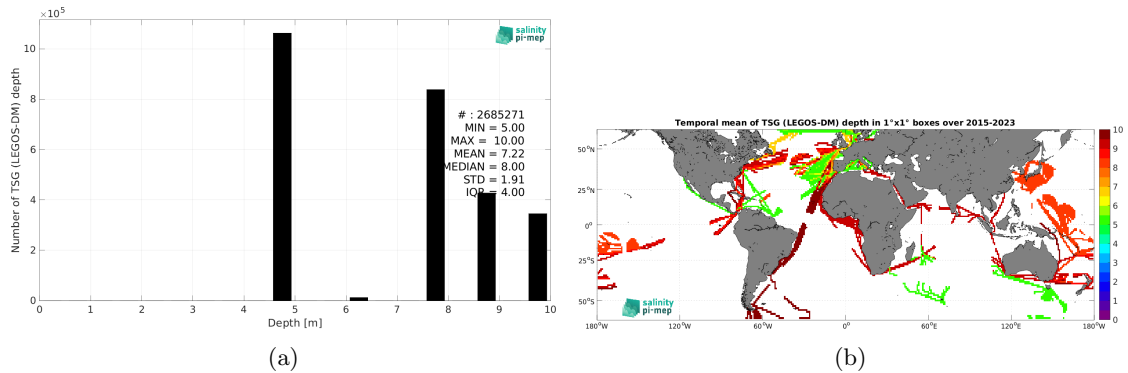 ×10⁵
10
8
6
4
2
0
Number of TSG (LEGOS-DM) depth
salinity
pi-mep
# : 2685271
MIN = 5.00
MAX = 10.00
MEAN = 7.22
MEDIAN = 8.00
STD = 1.91
IQR = 4.00
0 1 2 3 4 5 6 7 8 9 10
Depth [m]
(a)
Temporal mean of TSG (LEGOS-DM) depth in 1°x1° boxes over 2015-2023
50°N
25°N
0°
25°S
50°S
salinity
pi-mep
180°W 120°W 60°W 0° 60°E 120°E 180°W
10
9
8
7
6
5
4
3
2
1
0
(b)